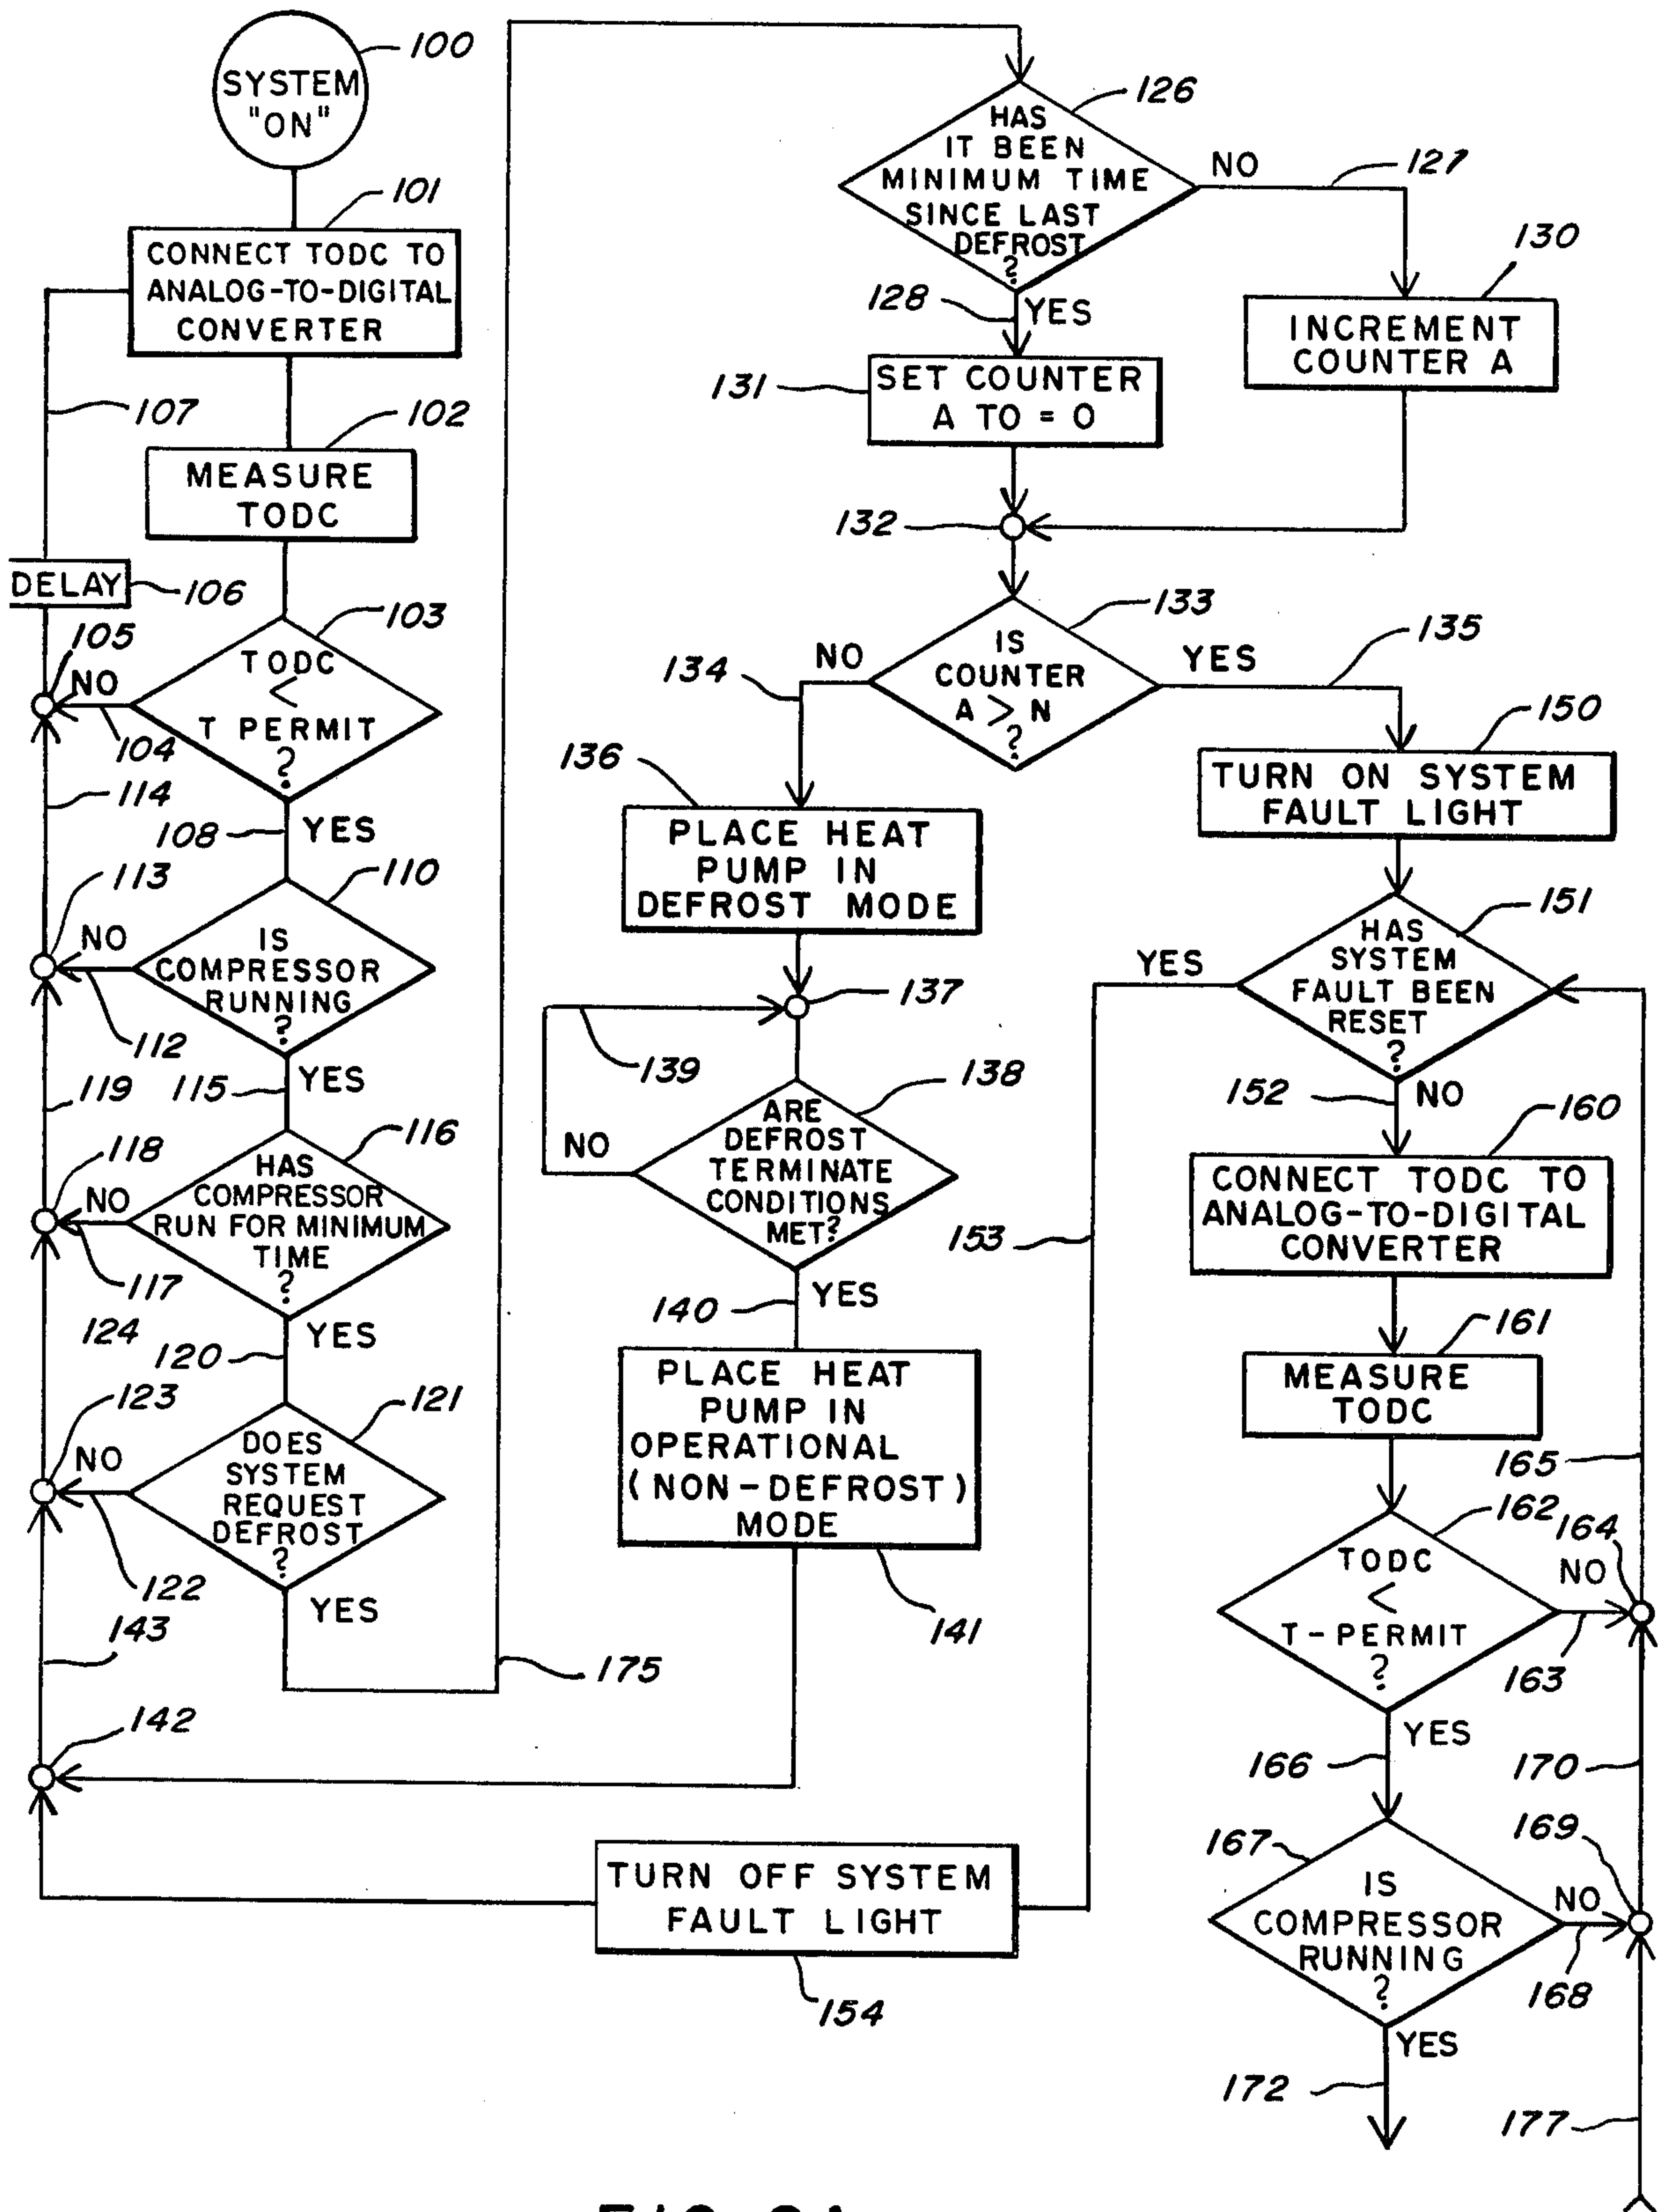 100
SYSTEM
"ON"
101
CONNECT TODC TO
ANALOG-TO-DIGITAL
CONVERTER
107
102
MEASURE
TODC
DELAY
106
103
105
NO
TODC
<
T PERMIT
?
104
114
108
YES
110
113
NO
IS
COMPRESSOR
RUNNING
?
112
119
115
YES
116
118
NO
HAS
COMPRESSOR
RUN FOR MINIMUM
TIME
?
117
124
120
YES
121
123
NO
DOES
SYSTEM
REQUEST
DEFROST
?
122
YES
143
175
142
126
HAS
IT BEEN
MINIMUM TIME
SINCE LAST
DEFROST
?
NO
127
130
128
YES
INCREMENT
COUNTER A
131
SET COUNTER
A TO = 0
132
133
IS
COUNTER
A > N
?
NO
134
YES
135
136
PLACE HEAT
PUMP IN
DEFROST MODE
137
139
138
ARE
DEFROST
TERMINATE
CONDITIONS
MET?
NO
140
YES
PLACE HEAT
PUMP IN
OPERATIONAL
(NON-DEFROST)
MODE
141
150
TURN ON SYSTEM
FAULT LIGHT
151
HAS
SYSTEM
FAULT BEEN
RESET
?
YES
153
152
NO
160
CONNECT TODC TO
ANALOG-TO-DIGITAL
CONVERTER
161
MEASURE
TODC
165
162
164
TODC
<
T-PERMIT
?
NO
163
166
YES
170
167
169
IS
COMPRESSOR
RUNNING
?
NO
168
YES
172
177
TURN OFF SYSTEM
FAULT LIGHT
154